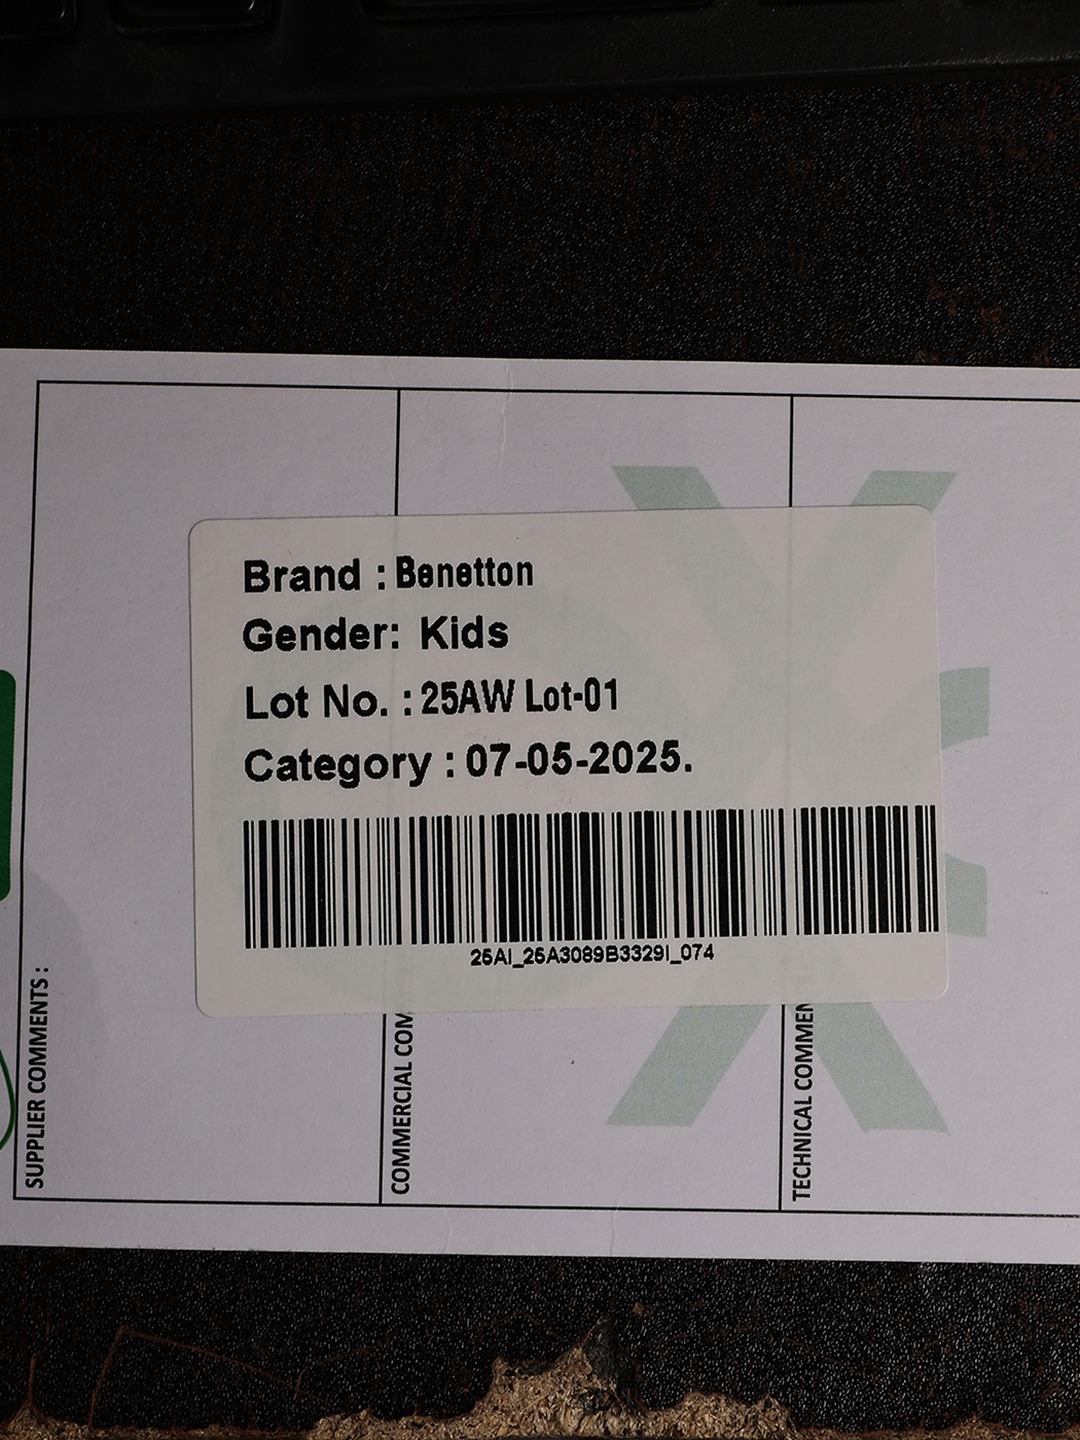 Brand : Benetton
Gender: Kids
Lot No. : 25AW Lot-01
Category : 07-05-2025.
25AI_25A3089B3329I_074
SUPPLIER COMMENTS :
COMMERCIAL COM
TECHNICAL COMMEN